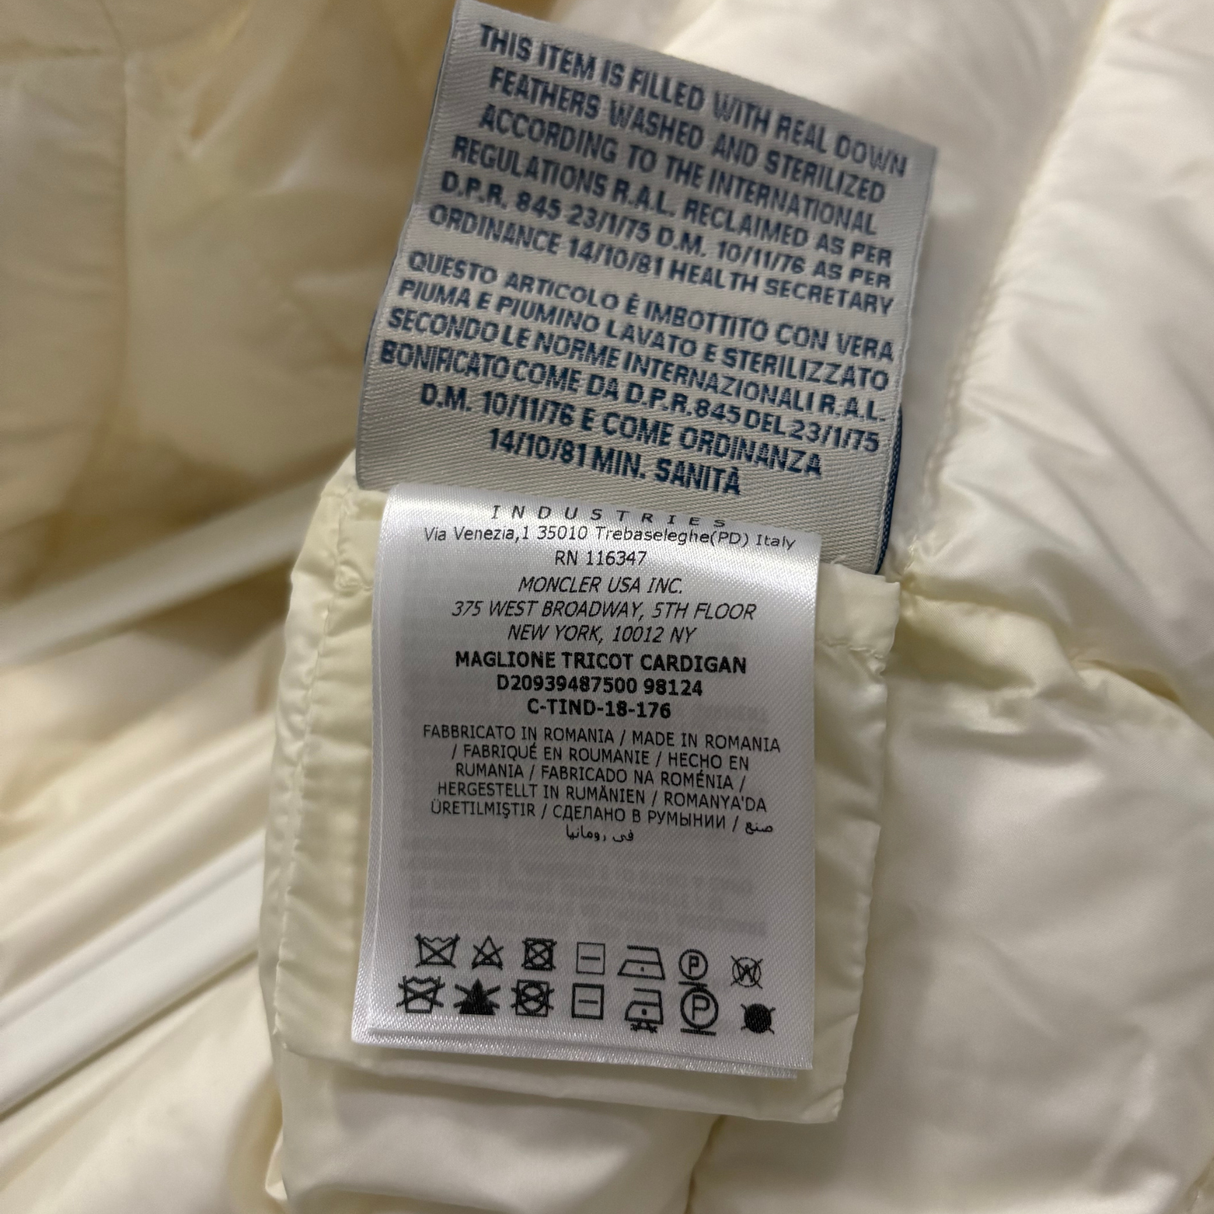 THIS ITEM IS FILLED WITH REAL DOWN
FEATHERS WASHED AND STERILIZED
ACCORDING TO THE INTERNATIONAL
REGULATIONS R.A.L. RECLAIMED AS PER
D.P.R. 845 23/1/75 D.M. 10/11/76 AS PER
ORDINANCE 14/10/81 HEALTH SECRETARY
QUESTO ARTICOLO È IMBOTTITO CON VERA
PIUMA E PIUMINO LAVATO E STERILIZZATO
SECONDO LE NORME INTERNAZIONALI R.A.L.
BONIFICATO COME DA D.P.R.845 DEL 23/1/75
D.M. 10/11/76 E COME ORDINANZA
14/10/81 MIN. SANITÀ
INDUSTRIES
Via Venezia,1 35010 Trebaseleghe(PD) Italy
RN 116347
MONCLER USA INC.
375 WEST BROADWAY, 5TH FLOOR
NEW YORK, 10012 NY
MAGLIONE TRICOT CARDIGAN
D20939487500 98124
C-TIND-18-176
FABBRICATO IN ROMANIA / MADE IN ROMANIA
/ FABRIQUÉ EN ROUMANIE / HECHO EN
RUMANIA / FABRICADO NA ROMÉNIA /
HERGESTELLT IN RUMÄNIEN / ROMANYA'DA
ÜRETILMIŞTIR / СДЕЛАНО В РУМЫНИИ / صنع
في رومانيا
P W
P